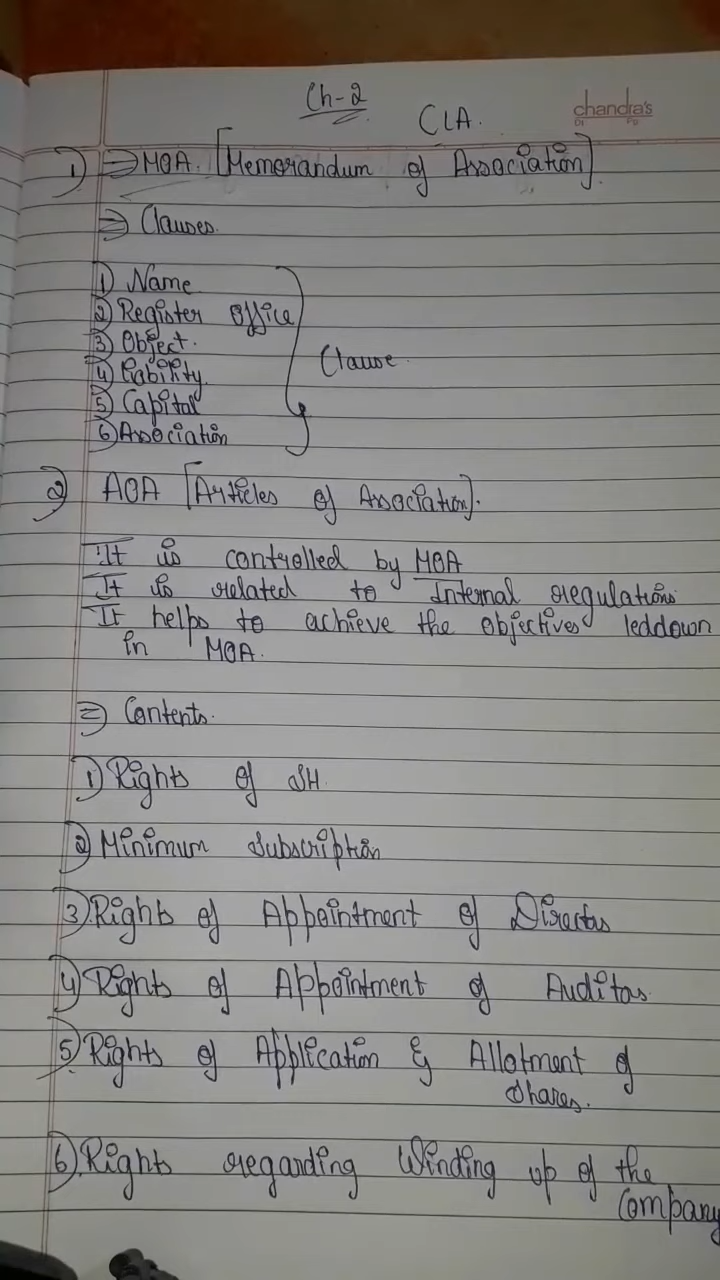 Ch-2
CLA.
chandra's
1) ⇒ MOA. [Memorandum of Association]
⇒ Clauses.
1) Name
2) Register office
3) Object.
4) Liability
5) Capital
6) Association
Clause
2) AOA [Articles of Association].
It is controlled by MOA
It is related to Internal regulations
It helps to achieve the objectives leddown
in MOA.
⇒ Contents.
1) Rights of SH
2) Minimum Subscription
3) Rights of Appointment of Directors
4) Rights of Appointment of Auditors
5) Rights of Application & Allotment of
Shares.
6) Rights regarding Winding up of the
Company